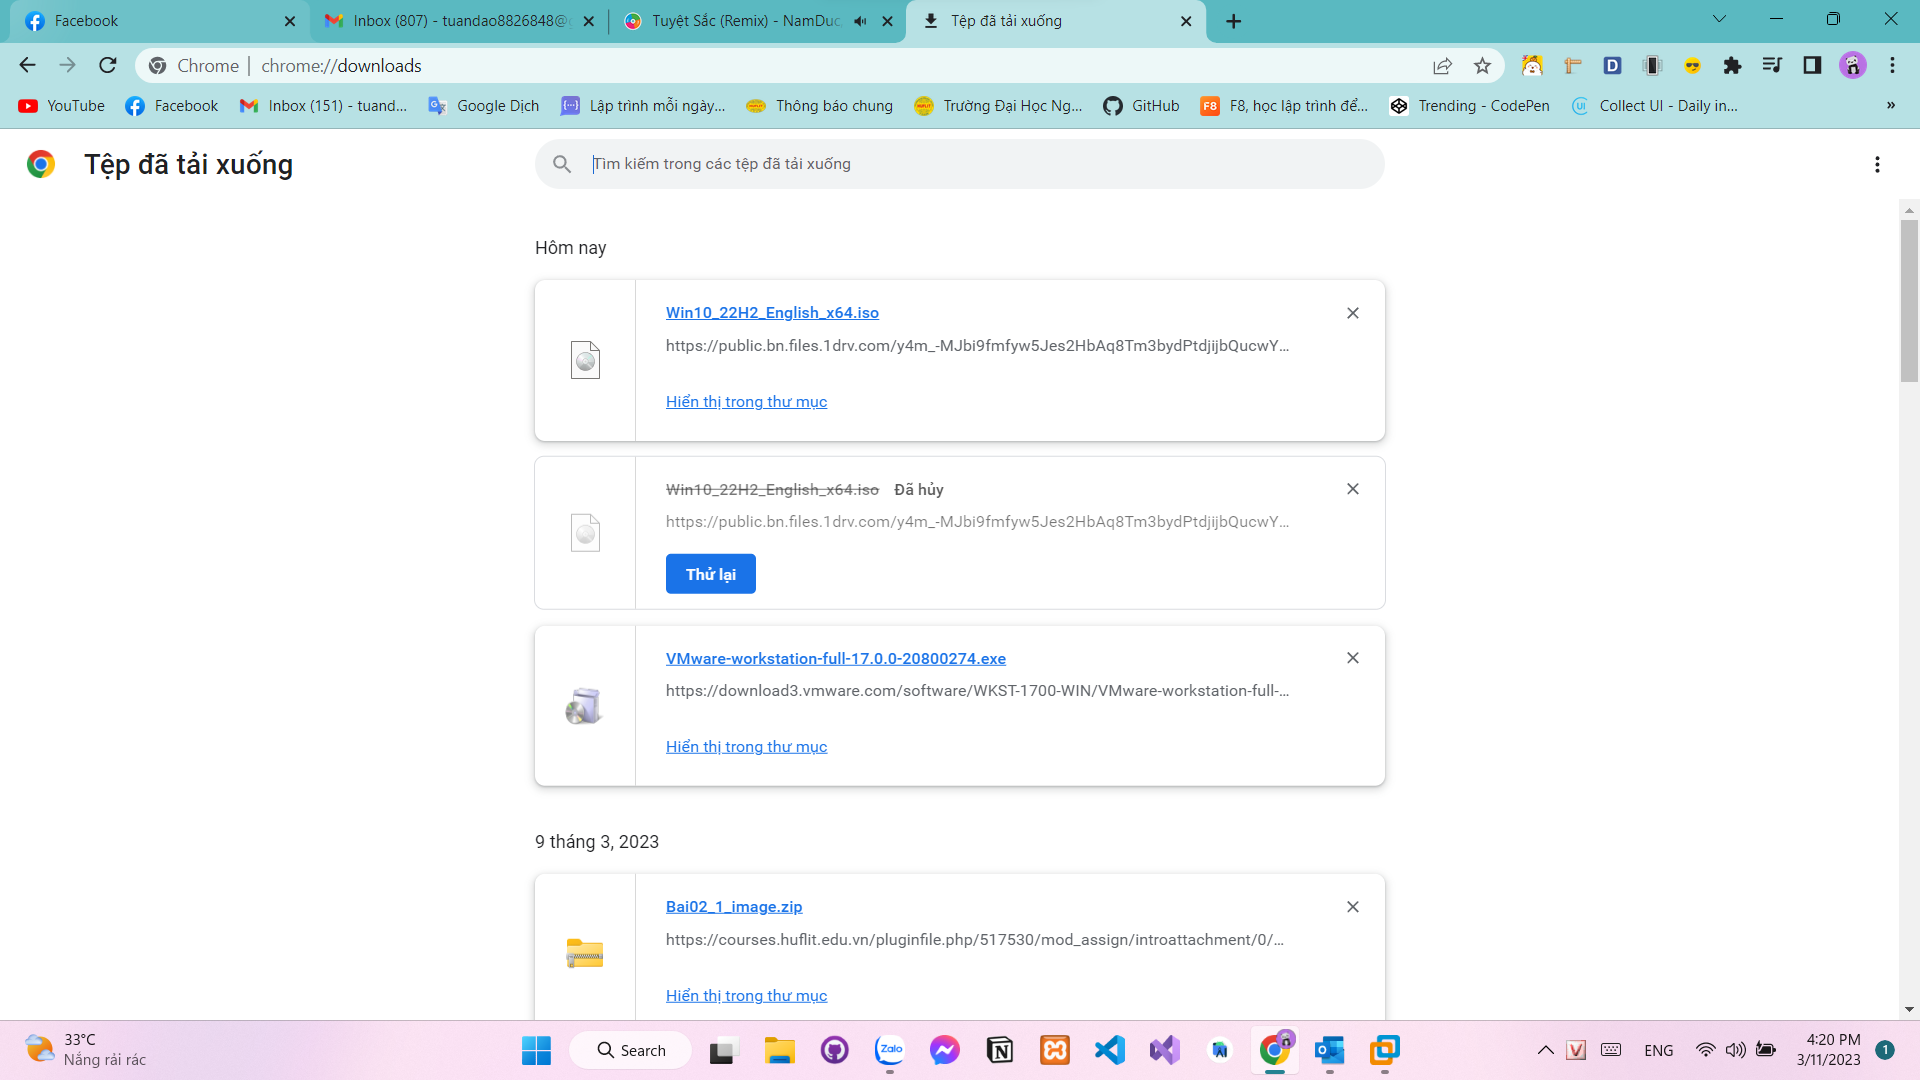 Facebook
Inbox (807) - tuandao8826848@g
Tuyệt Sắc (Remix) - NamDuc,
Tệp đã tải xuống
Chrome
chrome://downloads
YouTube
Facebook
Inbox (151) - tuand...
Google Dịch
Lập trình mỗi ngày...
Thông báo chung
Trường Đại Học Ng...
GitHub
F8
F8, học lập trình để...
Trending - CodePen
Collect UI - Daily in...
»
Tệp đã tải xuống
Tìm kiếm trong các tệp đã tải xuống
Hôm nay
Win10_22H2_English_x64.iso
https://public.bn.files.1drv.com/y4m_-MJbi9fmfyw5Jes2HbAq8Tm3bydPtdjijbQucwY...
Hiển thị trong thư mục
Win10_22H2_English_x64.iso Đã hủy
https://public.bn.files.1drv.com/y4m_-MJbi9fmfyw5Jes2HbAq8Tm3bydPtdjijbQucwY...
Thử lại
VMware-workstation-full-17.0.0-20800274.exe
https://download3.vmware.com/software/WKST-1700-WIN/VMware-workstation-full-...
Hiển thị trong thư mục
9 tháng 3, 2023
Bai02_1_image.zip
https://courses.huflit.edu.vn/pluginfile.php/517530/mod_assign/introattachment/0/...
Hiển thị trong thư mục
33°C
Nắng rải rác
Search
Zalo
ENG
4:20 PM
3/11/2023
1